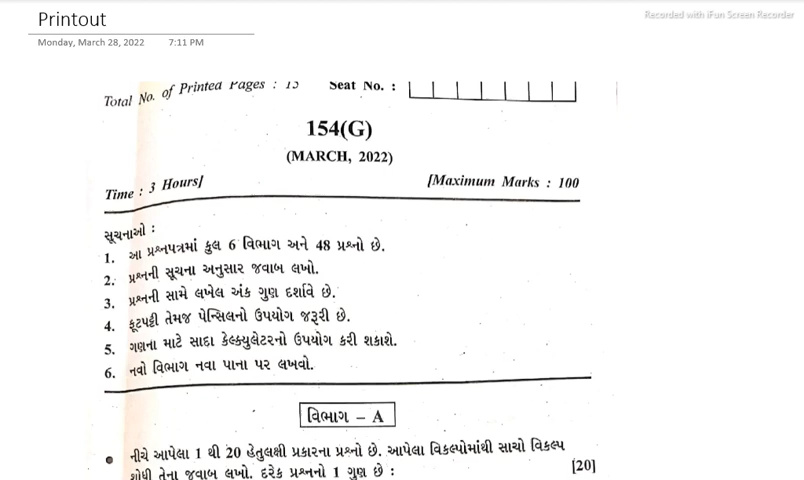 Printout
Recorded with iFun Screen Recorder
Monday, March 28, 2022 7:11 PM
Total No. of Printed Pages : 15 Seat No. :
154(G)
(MARCH, 2022)
Time : 3 Hours] [Maximum Marks : 100
સૂચનાઓ :
1. આ પ્રશ્નપત્રમાં કુલ 6 વિભાગ અને 48 પ્રશ્નો છે.
2. પ્રશ્નની સૂચના અનુસાર જવાબ લખો.
3. પ્રશ્નની સામે લખેલ અંક ગુણ દર્શાવે છે.
4. ફૂટપટ્ટી તેમજ પેન્સિલનો ઉપયોગ જરૂરી છે.
5. ગણના માટે સાદા કેલ્ક્યુલેટરનો ઉપયોગ કરી શકાશે.
6. નવો વિભાગ નવા પાના પર લખવો.
વિભાગ – A
● નીચે આપેલા 1 થી 20 હેતુલક્ષી પ્રકારના પ્રશ્નો છે. આપેલા વિકલ્પોમાંથી સાચો વિકલ્પ
શોધી તેના જવાબ લખો. દરેક પ્રશ્નનો 1 ગુણ છે : [20]